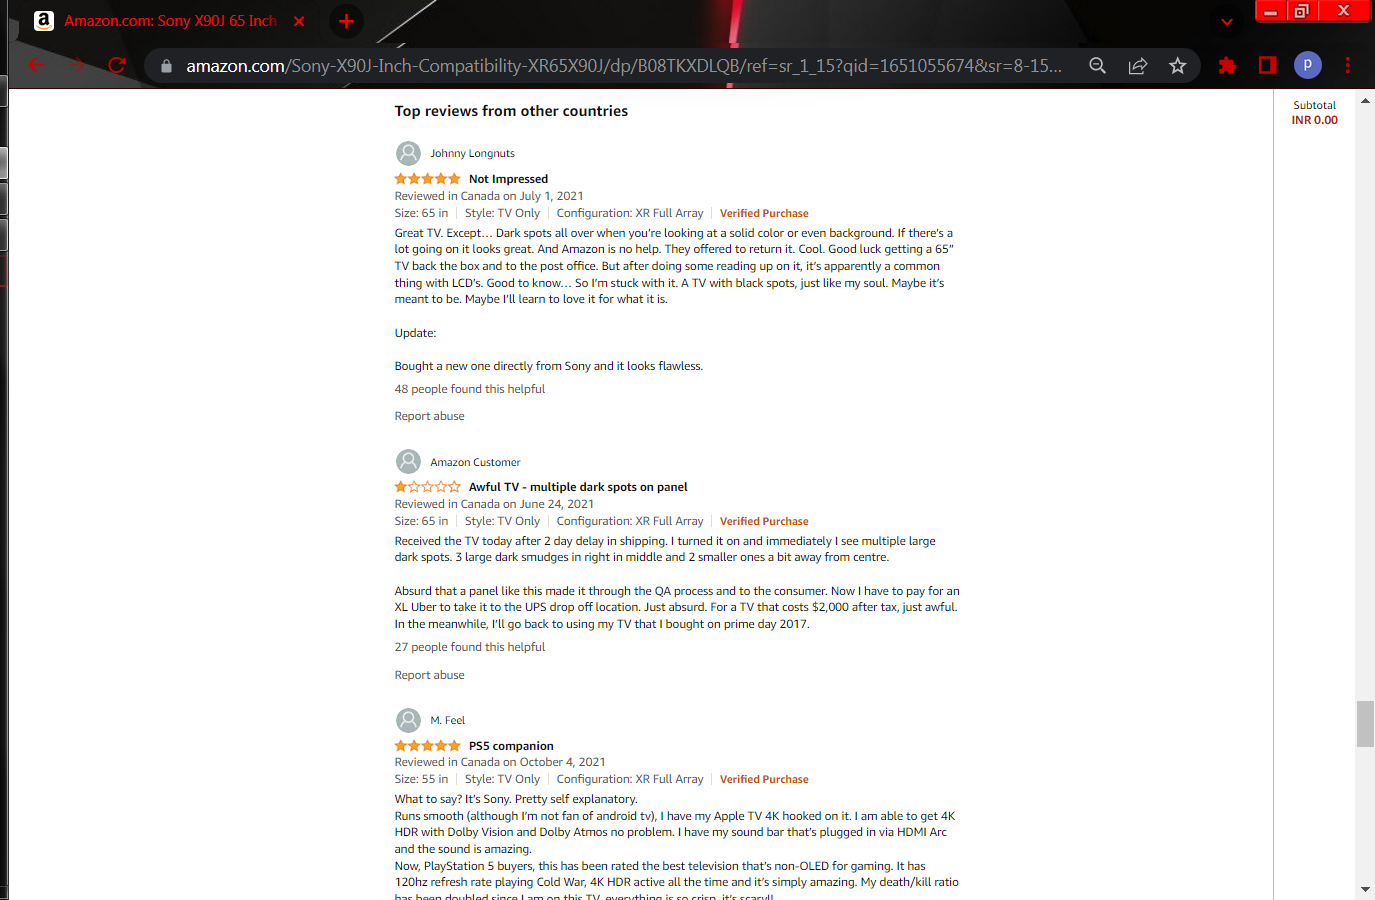 Amazon.com: Sony X90J 65 Inch
amazon.com/Sony-X90J-Inch-Compatibility-XR65X90J/dp/B08TKXDLQB/ref=sr_1_15?qid=1651055674&sr=8-15...
P
Subtotal
INR 0.00
Top reviews from other countries
Johnny Longnuts
Not Impressed
Reviewed in Canada on July 1, 2021
Size: 65 in | Style: TV Only | Configuration: XR Full Array | Verified Purchase
Great TV. Except… Dark spots all over when you’re looking at a solid color or even background. If there’s a
lot going on it looks great. And Amazon is no help. They offered to return it. Cool. Good luck getting a 65”
TV back the box and to the post office. But after doing some reading up on it, it’s apparently a common
thing with LCD’s. Good to know… So I’m stuck with it. A TV with black spots, just like my soul. Maybe it’s
meant to be. Maybe I’ll learn to love it for what it is.
Update:
Bought a new one directly from Sony and it looks flawless.
48 people found this helpful
Report abuse
Amazon Customer
Awful TV - multiple dark spots on panel
Reviewed in Canada on June 24, 2021
Size: 65 in | Style: TV Only | Configuration: XR Full Array | Verified Purchase
Received the TV today after 2 day delay in shipping. I turned it on and immediately I see multiple large
dark spots. 3 large dark smudges in right in middle and 2 smaller ones a bit away from centre.
Absurd that a panel like this made it through the QA process and to the consumer. Now I have to pay for an
XL Uber to take it to the UPS drop off location. Just absurd. For a TV that costs $2,000 after tax, just awful.
In the meanwhile, I’ll go back to using my TV that I bought on prime day 2017.
27 people found this helpful
Report abuse
M. Feel
PS5 companion
Reviewed in Canada on October 4, 2021
Size: 55 in | Style: TV Only | Configuration: XR Full Array | Verified Purchase
What to say? It’s Sony. Pretty self explanatory.
Runs smooth (although I’m not fan of android tv), I have my Apple TV 4K hooked on it. I am able to get 4K
HDR with Dolby Vision and Dolby Atmos no problem. I have my sound bar that’s plugged in via HDMI Arc
and the sound is amazing.
Now, PlayStation 5 buyers, this has been rated the best television that’s non-OLED for gaming. It has
120hz refresh rate playing Cold War, 4K HDR active all the time and it’s simply amazing. My death/kill ratio
has been doubled since I am on this TV, everything is so crisp, it’s scary!!